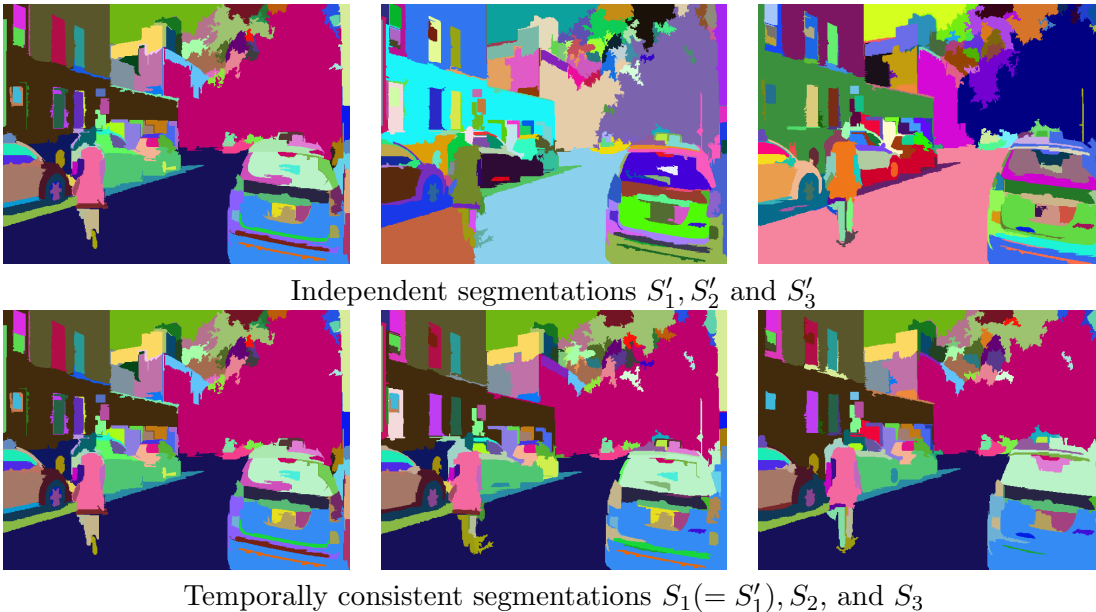 Independent segmentations S′₁, S′₂ and S′₃
Temporally consistent segmentations S₁(= S′₁), S₂, and S₃